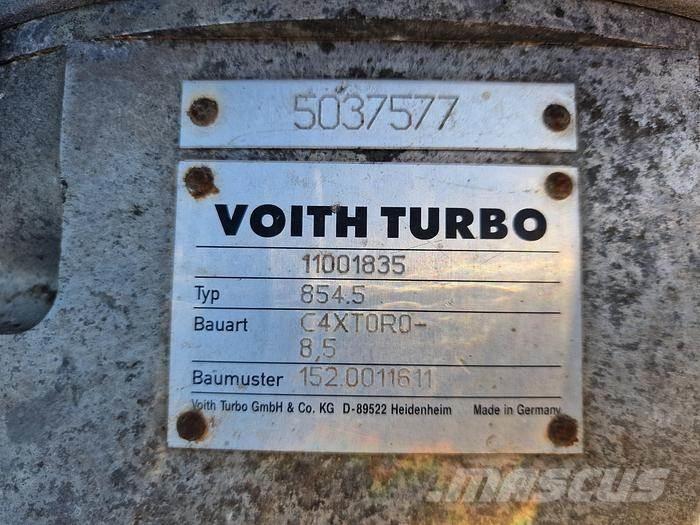 5037577
VOITH TURBO
11001835
Typ 854.5
Bauart C4XTORO-
8,5
Baumuster 152.0011611
Voith Turbo GmbH & Co. KG D-89522 Heidenheim Made in Germany
MASCUS